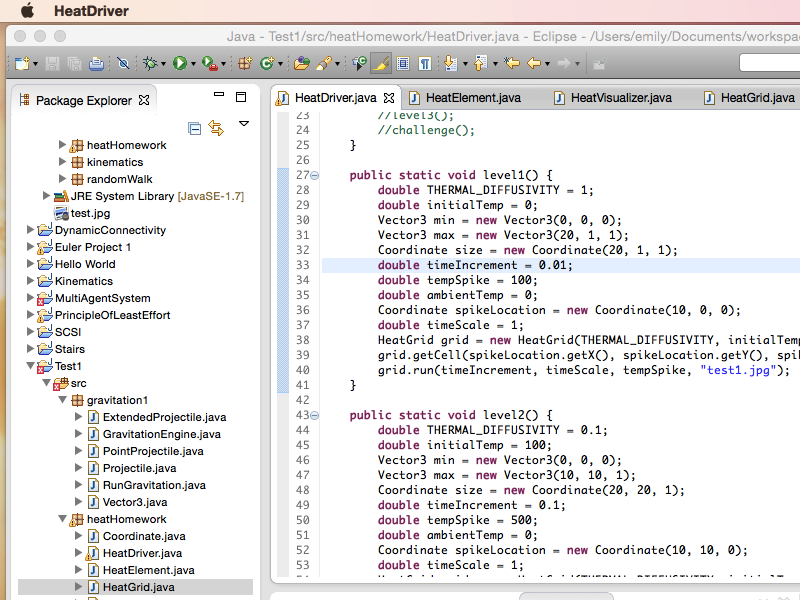 HeatDriver
Java - Test1/src/heatHomework/HeatDriver.java - Eclipse - /Users/emily/Documents/workspa
Package Explorer
heatHomework
kinematics
randomWalk
JRE System Library [JavaSE-1.7]
test.jpg
DynamicConnectivity
Euler Project 1
Hello World
Kinematics
MultiAgentSystem
PrincipleOfLeastEffort
SCSI
Stairs
Test1
src
gravitation1
ExtendedProjectile.java
GravitationEngine.java
PointProjectile.java
Projectile.java
RunGravitation.java
Vector3.java
heatHomework
Coordinate.java
HeatDriver.java
HeatElement.java
HeatGrid.java
HeatDriver.java HeatElement.java HeatVisualizer.java HeatGrid.java
23 //level3();
24 //challenge();
25 }
26
27 public static void level1() {
28 double THERMAL_DIFFUSIVITY = 1;
29 double initialTemp = 0;
30 Vector3 min = new Vector3(0, 0, 0);
31 Vector3 max = new Vector3(20, 1, 1);
32 Coordinate size = new Coordinate(20, 1, 1);
33 double timeIncrement = 0.01;
34 double tempSpike = 100;
35 double ambientTemp = 0;
36 Coordinate spikeLocation = new Coordinate(10, 0, 0);
37 double timeScale = 1;
38 HeatGrid grid = new HeatGrid(THERMAL_DIFFUSIVITY, initialTemp
39 grid.getCell(spikeLocation.getX(), spikeLocation.getY(), spi
40 grid.run(timeIncrement, timeScale, tempSpike, "test1.jpg");
41 }
42
43 public static void level2() {
44 double THERMAL_DIFFUSIVITY = 0.1;
45 double initialTemp = 100;
46 Vector3 min = new Vector3(0, 0, 0);
47 Vector3 max = new Vector3(10, 10, 1);
48 Coordinate size = new Coordinate(20, 20, 1);
49 double timeIncrement = 0.1;
50 double tempSpike = 500;
51 double ambientTemp = 0;
52 Coordinate spikeLocation = new Coordinate(10, 10, 0);
53 double timeScale = 1;